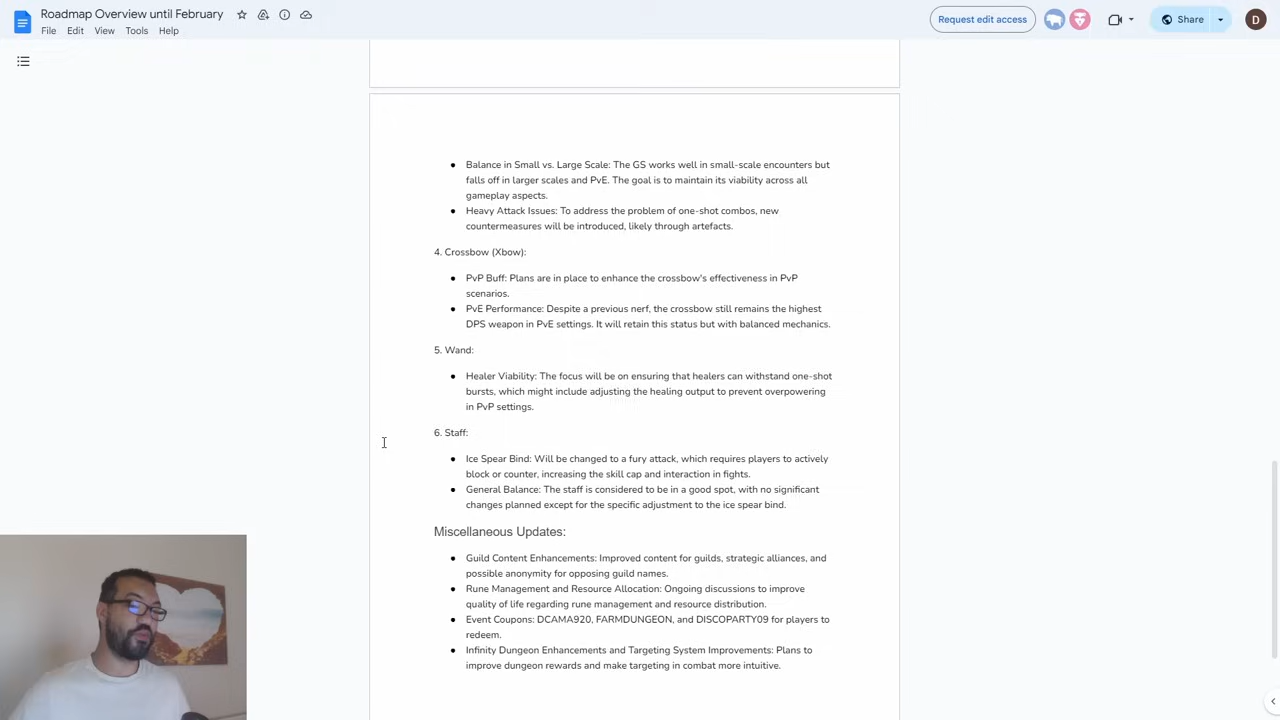 Roadmap Overview until February
File Edit View Tools Help
Request edit access
Share
D
● Balance in Small vs. Large Scale: The GS works well in small-scale encounters but
falls off in larger scales and PvE. The goal is to maintain its viability across all
gameplay aspects.
● Heavy Attack Issues: To address the problem of one-shot combos, new
countermeasures will be introduced, likely through artefacts.
4. Crossbow (Xbow):
● PvP Buff: Plans are in place to enhance the crossbow's effectiveness in PvP
scenarios.
● PvE Performance: Despite a previous nerf, the crossbow still remains the highest
DPS weapon in PvE settings. It will retain this status but with balanced mechanics.
5. Wand:
● Healer Viability: The focus will be on ensuring that healers can withstand one-shot
bursts, which might include adjusting the healing output to prevent overpowering
in PvP settings.
6. Staff:
● Ice Spear Bind: Will be changed to a fury attack, which requires players to actively
block or counter, increasing the skill cap and interaction in fights.
● General Balance: The staff is considered to be in a good spot, with no significant
changes planned except for the specific adjustment to the ice spear bind.
Miscellaneous Updates:
● Guild Content Enhancements: Improved content for guilds, strategic alliances, and
possible anonymity for opposing guild names.
● Rune Management and Resource Allocation: Ongoing discussions to improve
quality of life regarding rune management and resource distribution.
● Event Coupons: DCAMA920, FARMDUNGEON, and DISCOPARTY09 for players to
redeem.
● Infinity Dungeon Enhancements and Targeting System Improvements: Plans to
improve dungeon rewards and make targeting in combat more intuitive.